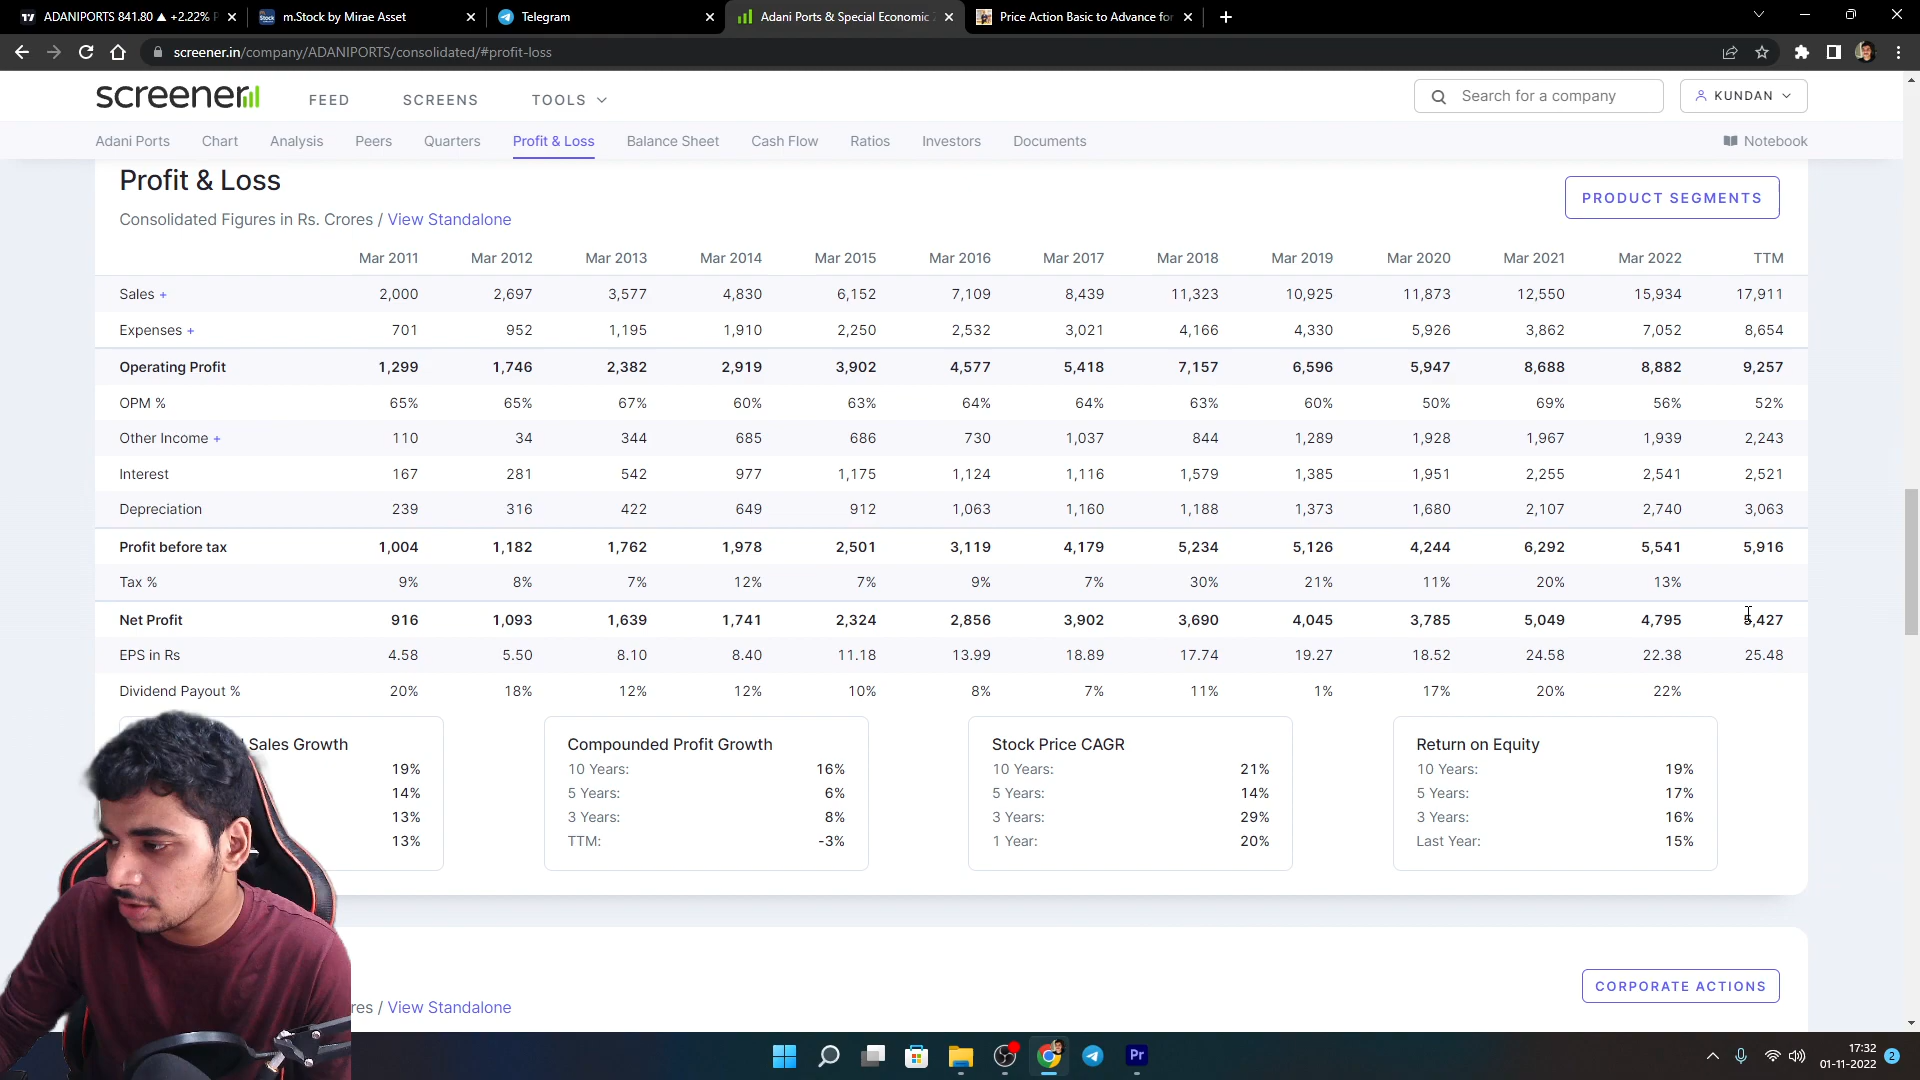 ADANIPORTS 841.80 ▲ +2.22%
m.Stock by Mirae Asset
Telegram
Adani Ports & Special Economic
Price Action Basic to Advance for
screener.in/company/ADANIPORTS/consolidated/#profit-loss
screener
FEED SCREENS TOOLS
Search for a company
KUNDAN
Adani Ports Chart Analysis Peers Quarters Profit & Loss Balance Sheet Cash Flow Ratios Investors Documents Notebook
Profit & Loss
PRODUCT SEGMENTS
Consolidated Figures in Rs. Crores / View Standalone
Mar 2011 Mar 2012 Mar 2013 Mar 2014 Mar 2015 Mar 2016 Mar 2017 Mar 2018 Mar 2019 Mar 2020 Mar 2021 Mar 2022 TTM
Sales + 2,000 2,697 3,577 4,830 6,152 7,109 8,439 11,323 10,925 11,873 12,550 15,934 17,911
Expenses + 701 952 1,195 1,910 2,250 2,532 3,021 4,166 4,330 5,926 3,862 7,052 8,654
Operating Profit 1,299 1,746 2,382 2,919 3,902 4,577 5,418 7,157 6,596 5,947 8,688 8,882 9,257
OPM % 65% 65% 67% 60% 63% 64% 64% 63% 60% 50% 69% 56% 52%
Other Income + 110 34 344 685 686 730 1,037 844 1,289 1,928 1,967 1,939 2,243
Interest 167 281 542 977 1,175 1,124 1,116 1,579 1,385 1,951 2,255 2,541 2,521
Depreciation 239 316 422 649 912 1,063 1,160 1,188 1,373 1,680 2,107 2,740 3,063
Profit before tax 1,004 1,182 1,762 1,978 2,501 3,119 4,179 5,234 5,126 4,244 6,292 5,541 5,916
Tax % 9% 8% 7% 12% 7% 9% 7% 30% 21% 11% 20% 13%
Net Profit 916 1,093 1,639 1,741 2,324 2,856 3,902 3,690 4,045 3,785 5,049 4,795 5,427
EPS in Rs 4.58 5.50 8.10 8.40 11.18 13.99 18.89 17.74 19.27 18.52 24.58 22.38 25.48
Dividend Payout % 20% 18% 12% 12% 10% 8% 7% 11% 1% 17% 20% 22%
Sales Growth
19%
14%
13%
13%
Compounded Profit Growth
10 Years: 16%
5 Years: 6%
3 Years: 8%
TTM: -3%
Stock Price CAGR
10 Years: 21%
5 Years: 14%
3 Years: 29%
1 Year: 20%
Return on Equity
10 Years: 19%
5 Years: 17%
3 Years: 16%
Last Year: 15%
CORPORATE ACTIONS
res / View Standalone
Pr
17:32
01-11-2022
2